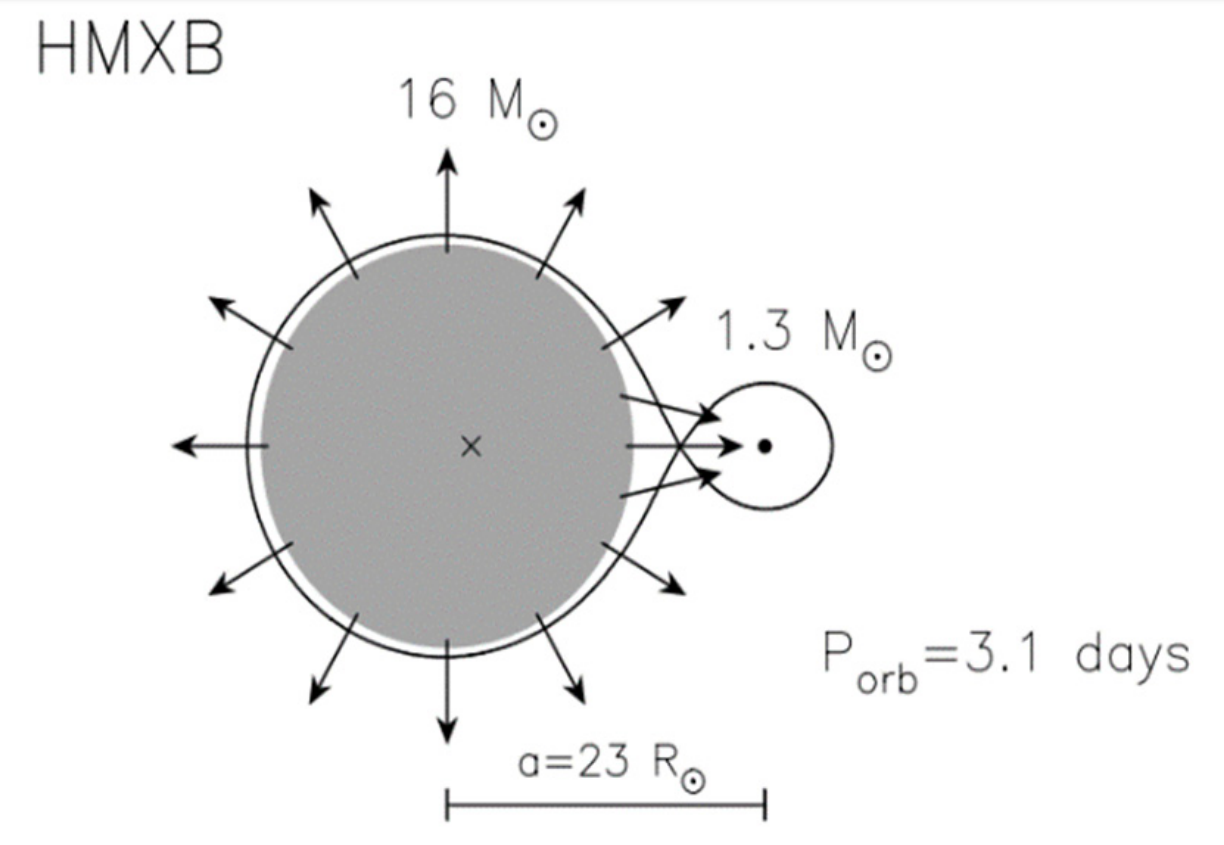 HMXB
16 M☉
1.3 M☉
P_orb=3.1 days
a=23 R☉